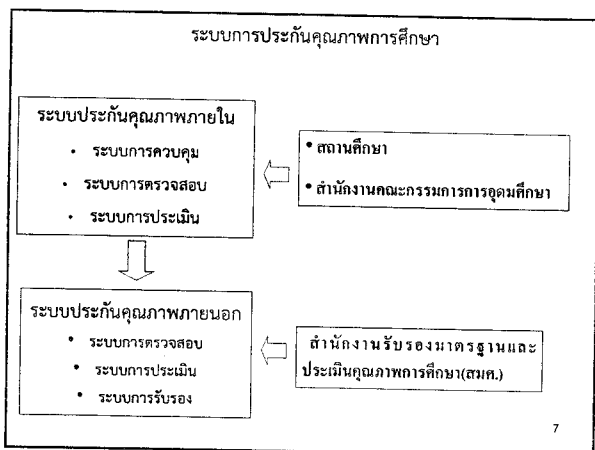 ระบบการประกันคุณภาพการศึกษา
ระบบประกันคุณภาพภายใน
• ระบบการควบคุม
• ระบบการตรวจสอบ
• ระบบการประเมิน
• สถานศึกษา
• สำนักงานคณะกรรมการการอุดมศึกษา
ระบบประกันคุณภาพภายนอก
• ระบบการตรวจสอบ
• ระบบการประเมิน
• ระบบการรับรอง
สำนักงานรับรองมาตรฐานและ
ประเมินคุณภาพการศึกษา(สมศ.)
7